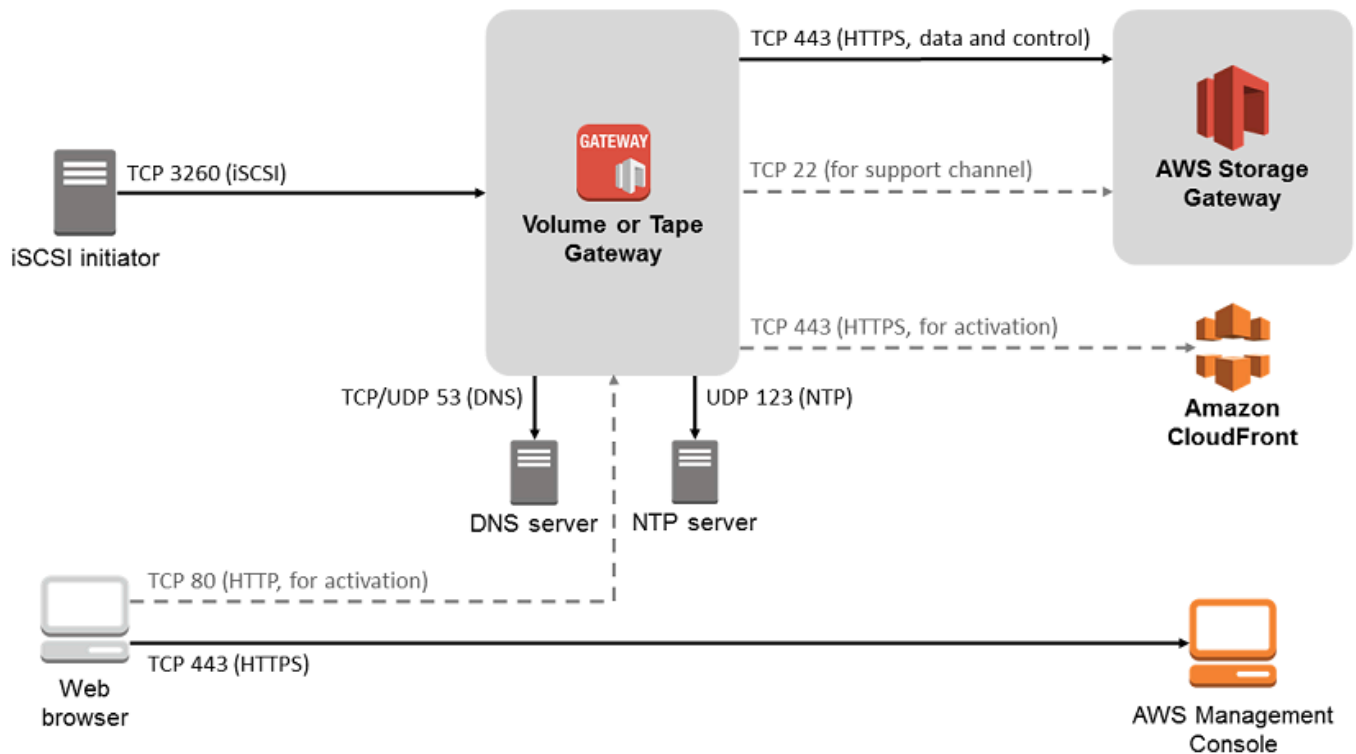 TCP 443 (HTTPS, data and control)
GATEWAY
TCP 3260 (iSCSI)
TCP 22 (for support channel)
AWS Storage
Gateway
Volume or Tape
Gateway
iSCSI initiator
TCP 443 (HTTPS, for activation)
TCP/UDP 53 (DNS)
UDP 123 (NTP)
Amazon
CloudFront
DNS server
NTP server
TCP 80 (HTTP, for activation)
TCP 443 (HTTPS)
Web
browser
AWS Management
Console